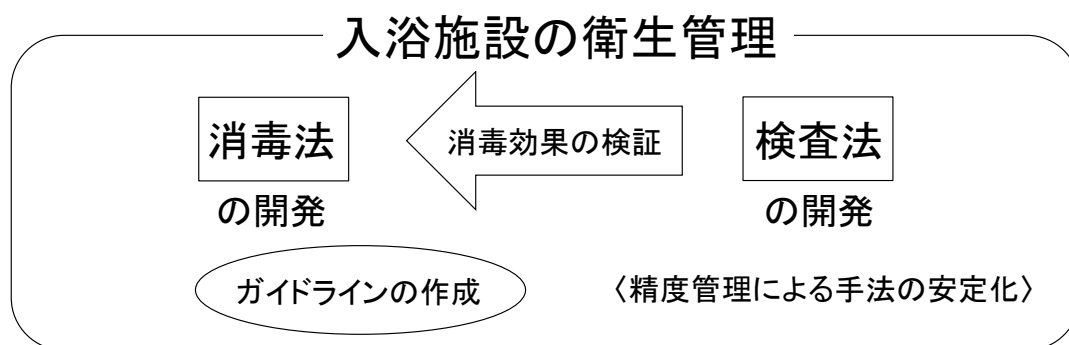 入浴施設の衛生管理
消毒法
の開発
消毒効果の検証
検査法
の開発
ガイドラインの作成
〈精度管理による手法の安定化〉